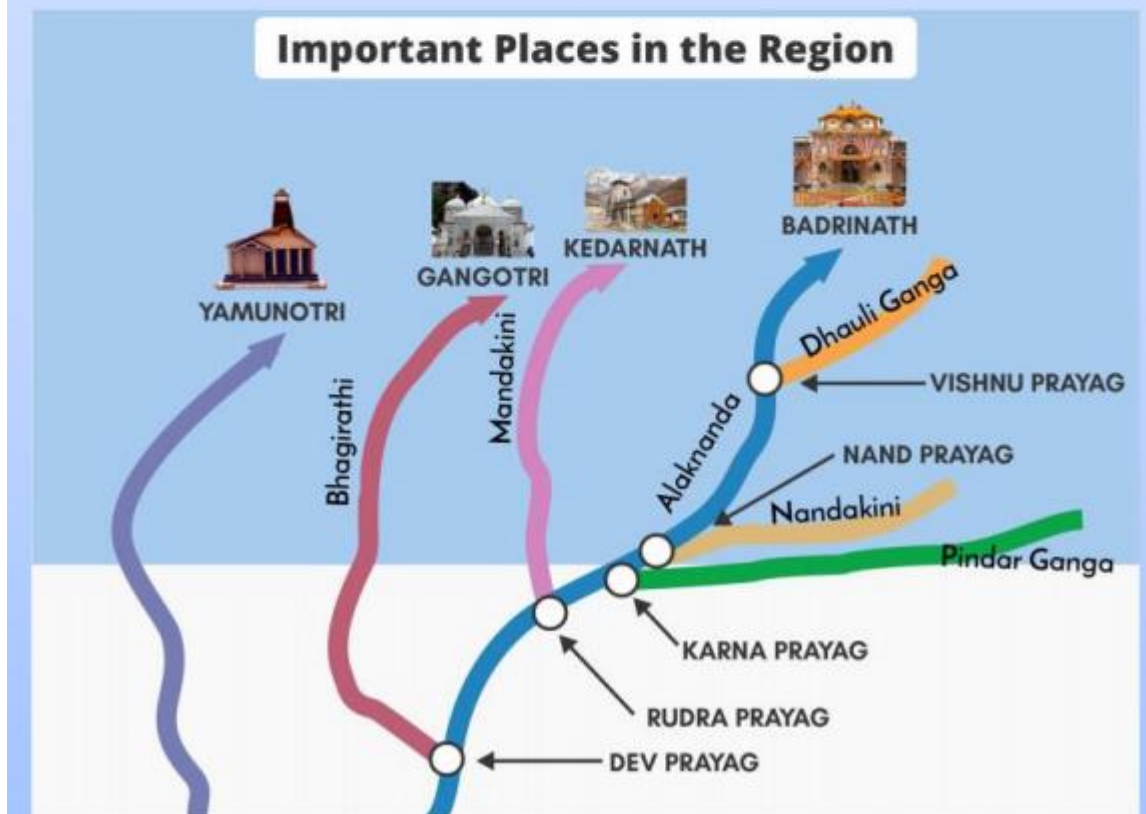 Important Places in the Region
BADRINATH
KEDARNATH
GANGOTRI
YAMUNOTRI
Dhauli Ganga
Mandakini
Bhagirathi
Alaknanda
VISHNU PRAYAG
NAND PRAYAG
Nandakini
Pindar Ganga
KARNA PRAYAG
RUDRA PRAYAG
DEV PRAYAG